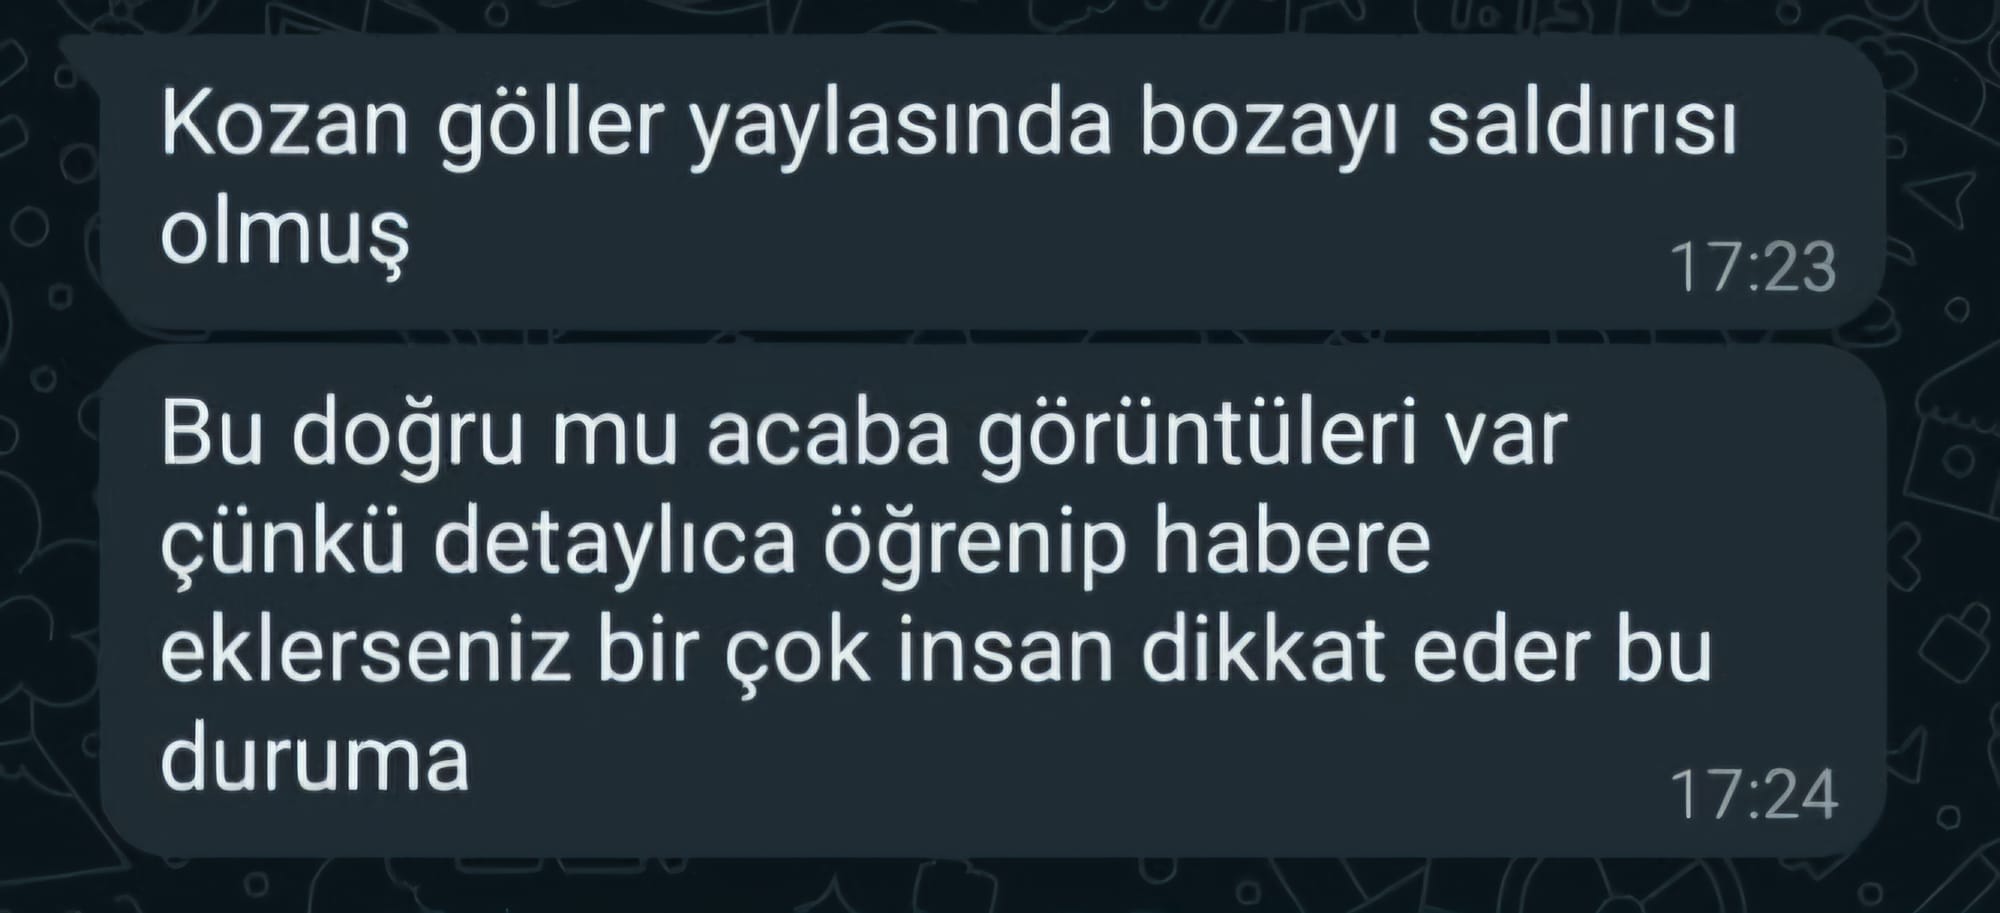 Kozan göller yaylasında bozayı saldırısı
olmuş
17:23
Bu doğru mu acaba görüntüleri var
çünkü detaylıca öğrenip habere
eklerseniz bir çok insan dikkat eder bu
duruma
17:24